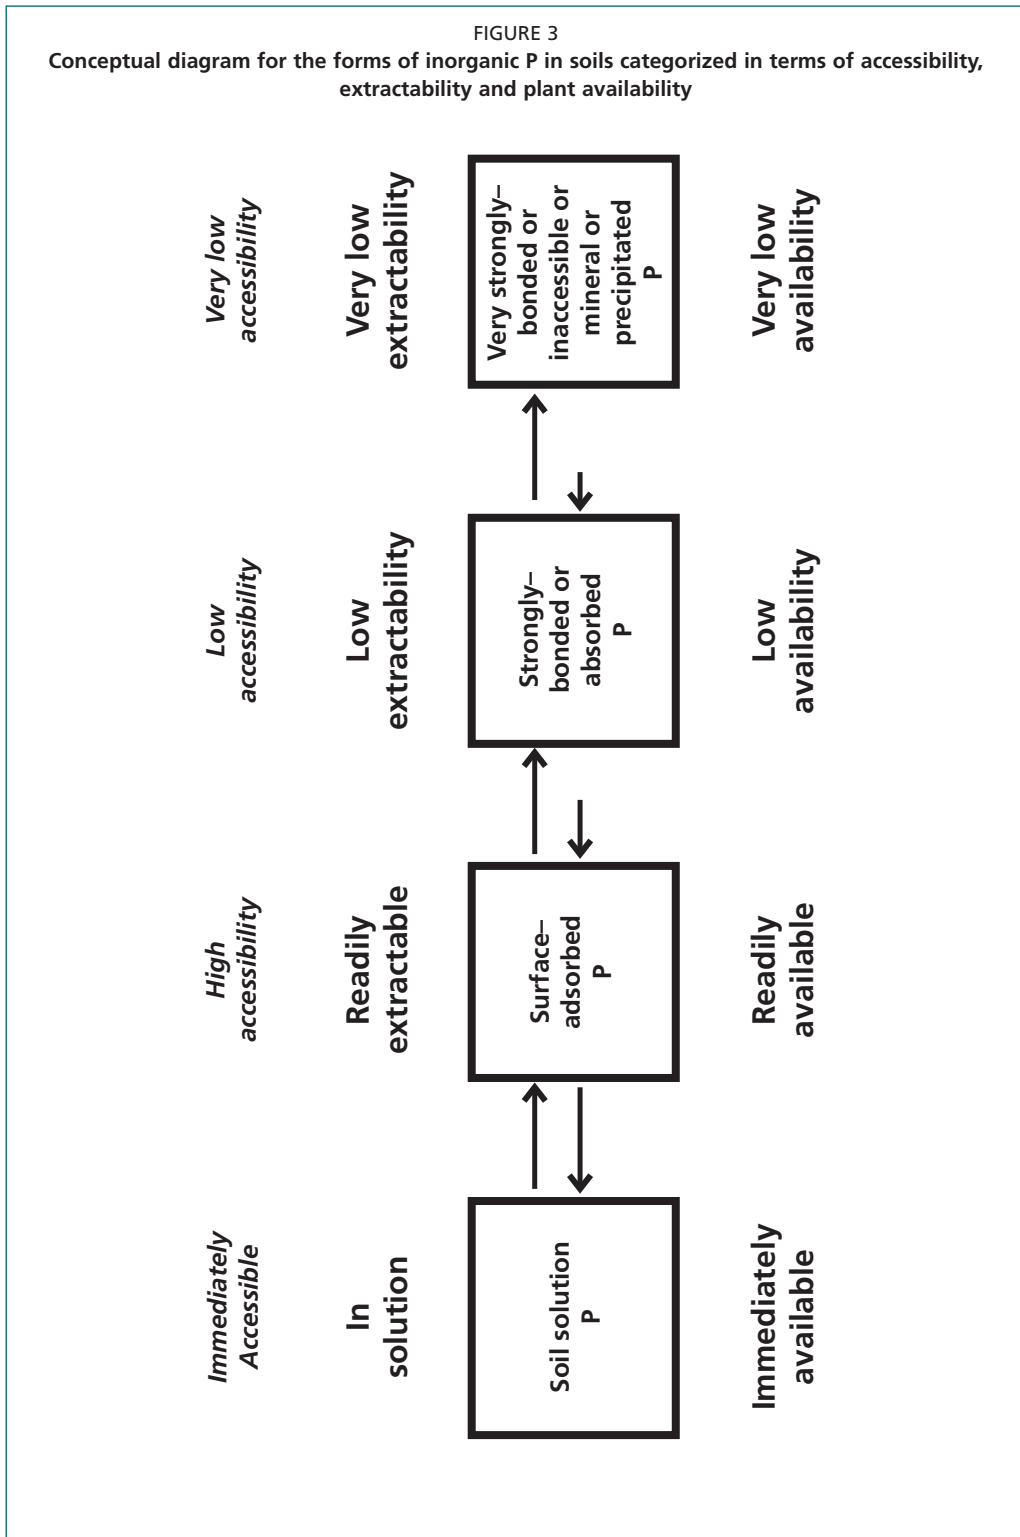 FIGURE 3
Conceptual diagram for the forms of inorganic P in soils categorized in terms of accessibility,
extractability and plant availability
Immediately
Accessible
High
accessibility
Low
accessibility
Very low
accessibility
In
solution
Readily
extractable
Low
extractability
Very low
extractability
Soil solution
P
Surface–
adsorbed
P
Strongly–
bonded or
absorbed
P
Very strongly–
bonded or
inaccessible or
mineral or
precipitated
P
Immediately
available
Readily
available
Low
availability
Very low
availability